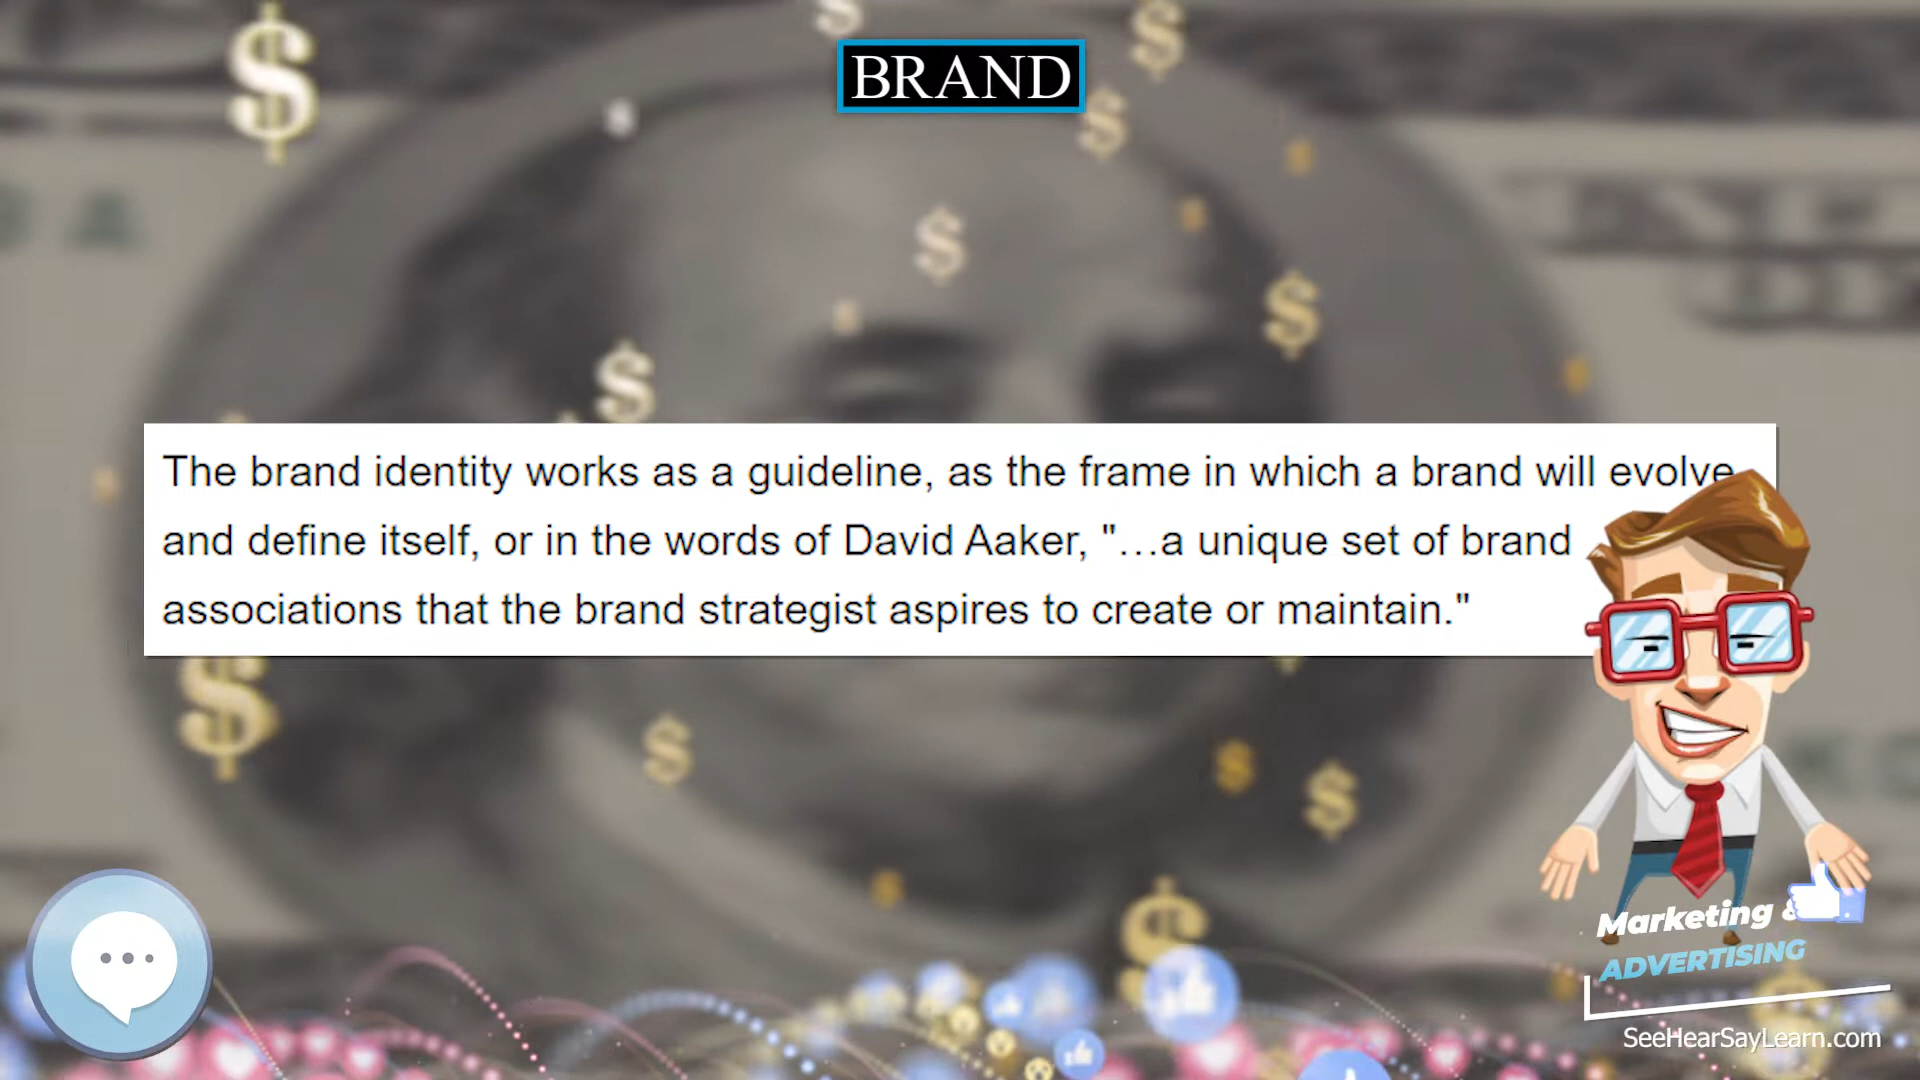 BRAND
The brand identity works as a guideline, as the frame in which a brand will evolve
and define itself, or in the words of David Aaker, "…a unique set of brand
associations that the brand strategist aspires to create or maintain."
Marketing &
ADVERTISING
SeeHearSayLearn.com